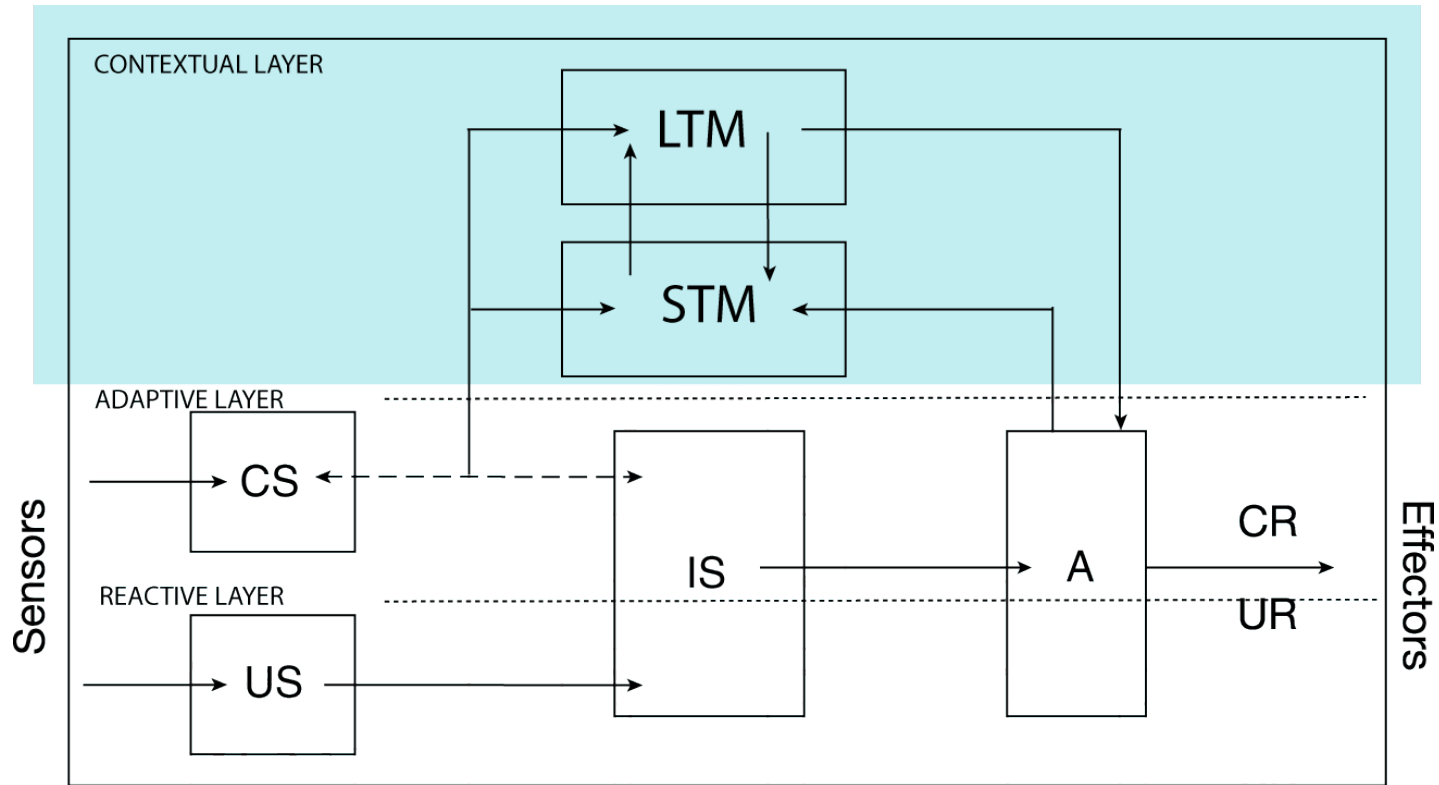 CONTEXTUAL LAYER
LTM
STM
ADAPTIVE LAYER
CS
IS
A
CR
REACTIVE LAYER
UR
US
Sensors
Effectors